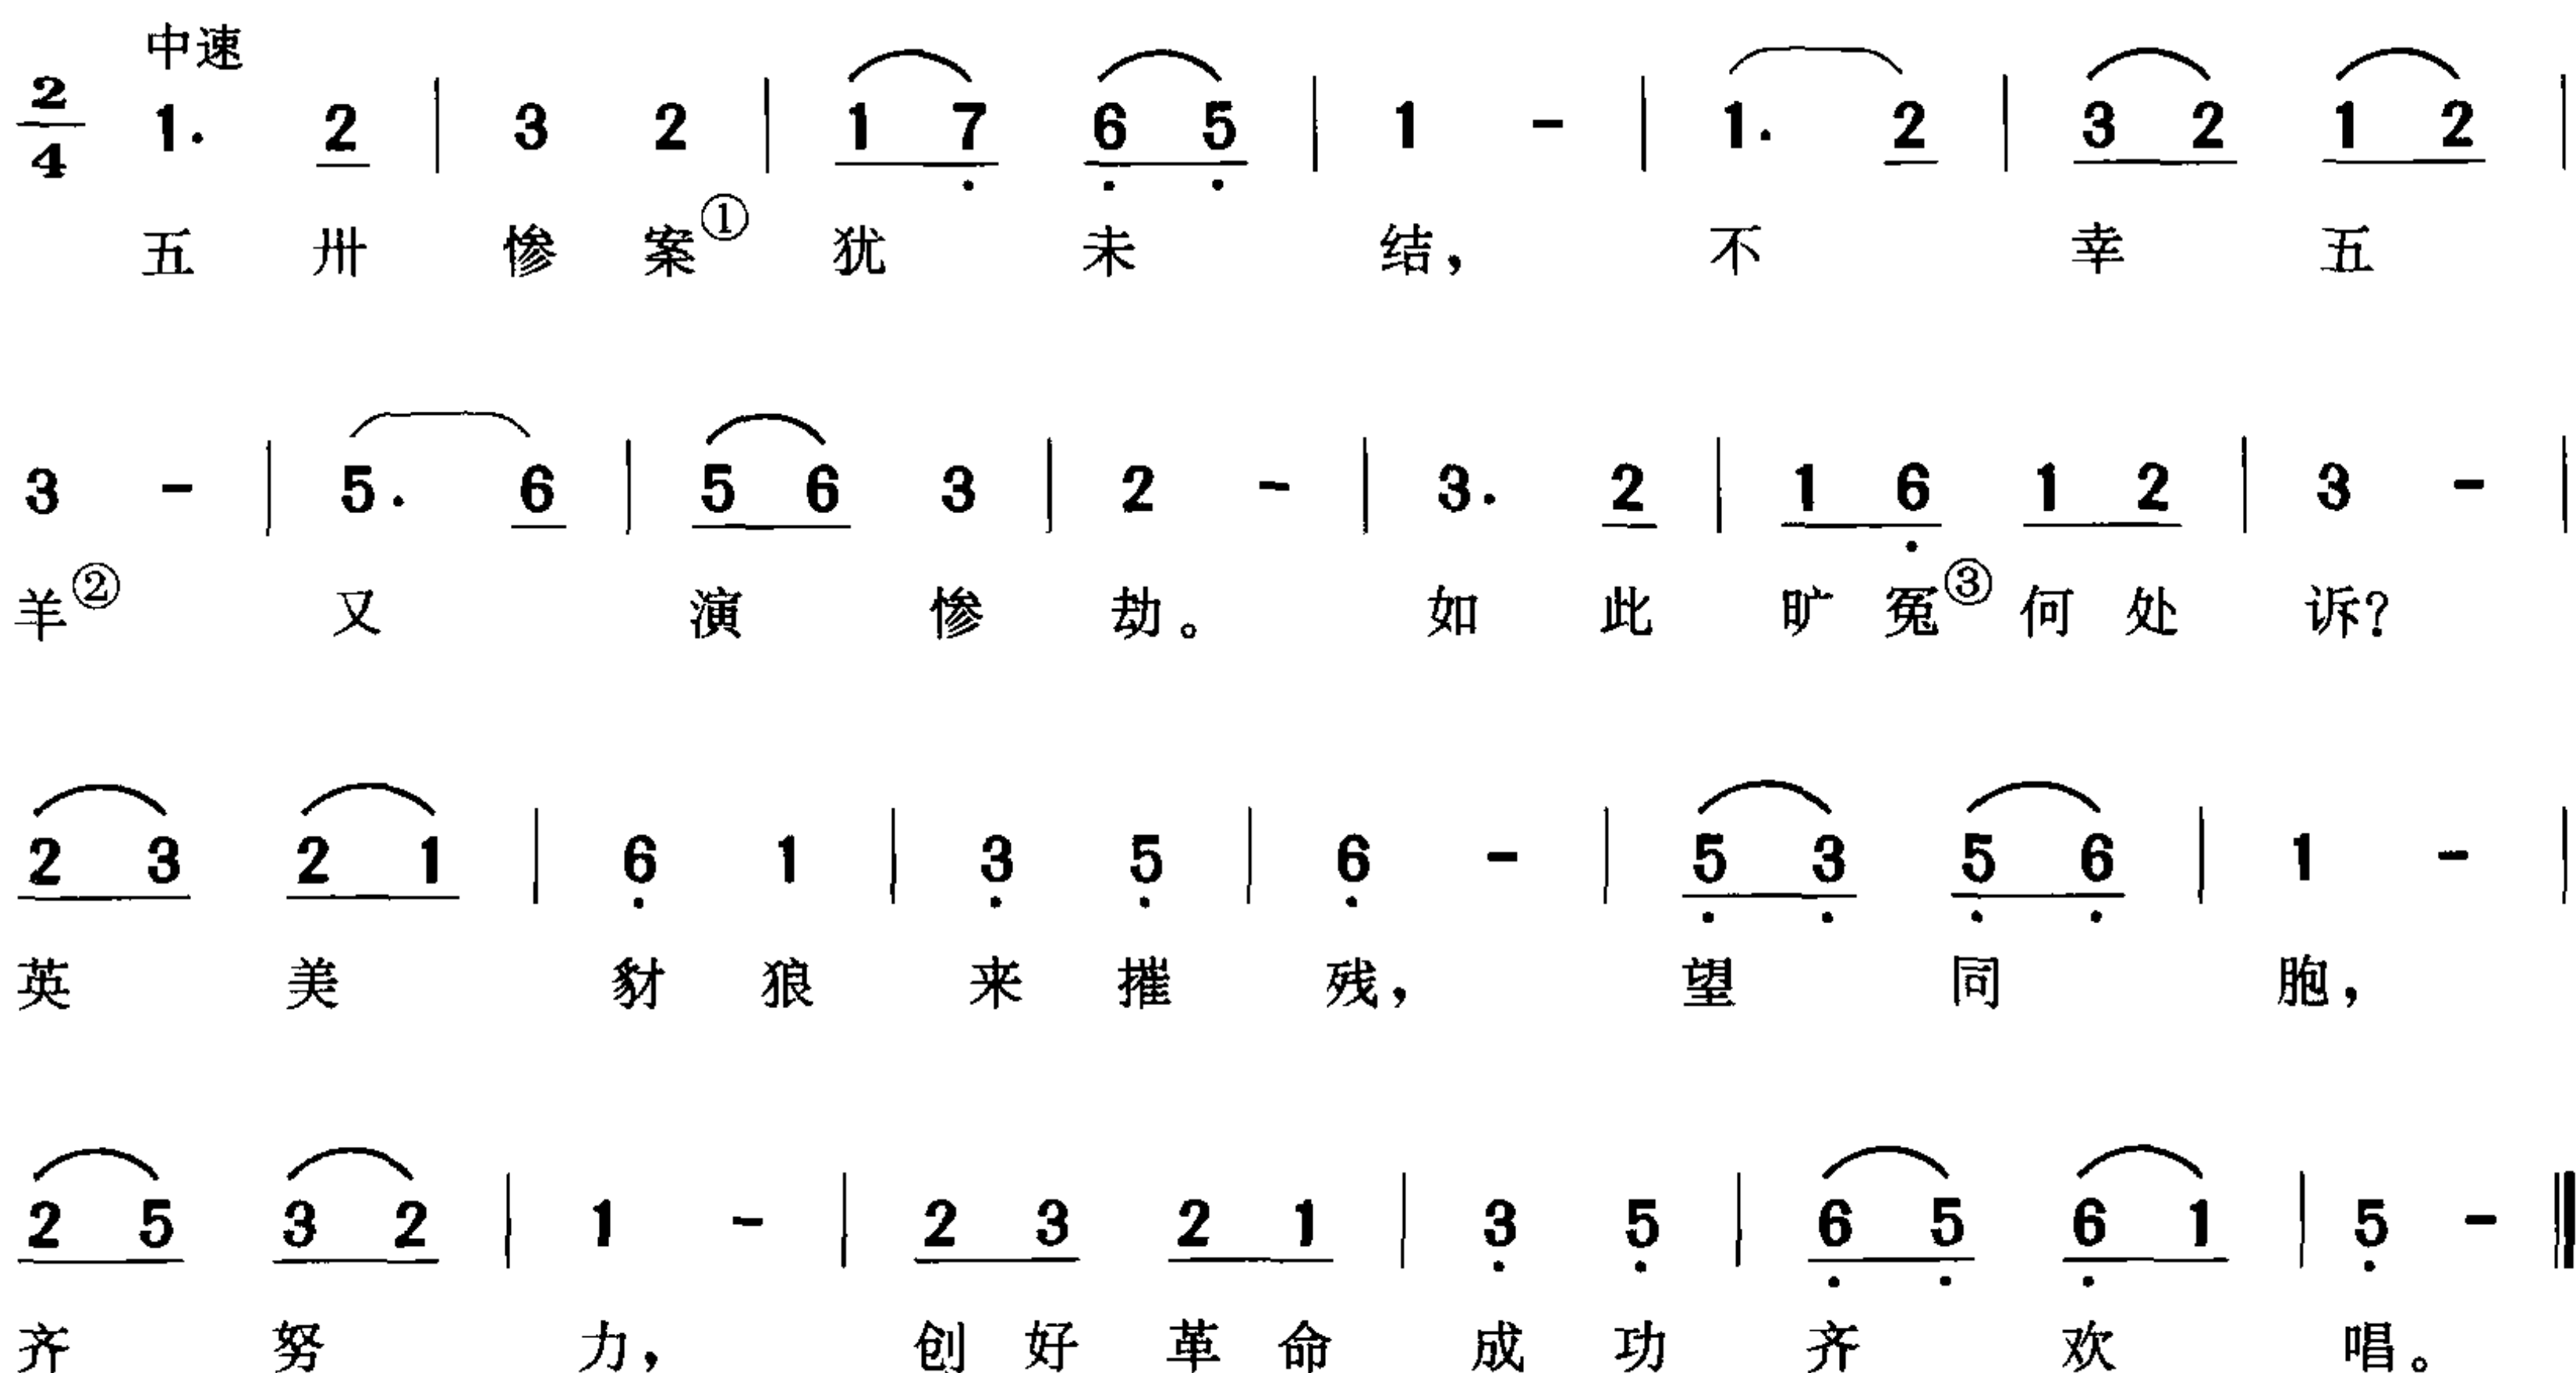 中速
2/4 1. 2 | 3 2 | 1 7 6 5 | 1 - | 1. 2 | 3 2 1 2 |
五 卅 惨 案① 犹 未 结， 不 幸 五
3 - | 5. 6 | 5 6 3 | 2 - | 3. 2 | 1 6 1 2 | 3 - |
羊② 又 演 惨 劫。 如 此 旷 冤③ 何 处 诉？
2 3 2 1 | 6 1 | 3 5 | 6 - | 5 3 5 6 | 1 - |
英 美 豺 狼 来 摧 残， 望 同 胞，
2 5 3 2 | 1 - | 2 3 2 1 | 3 5 | 6 5 6 1 | 5 - ‖
齐 努 力， 创 好 革 命 成 功 齐 欢 唱。